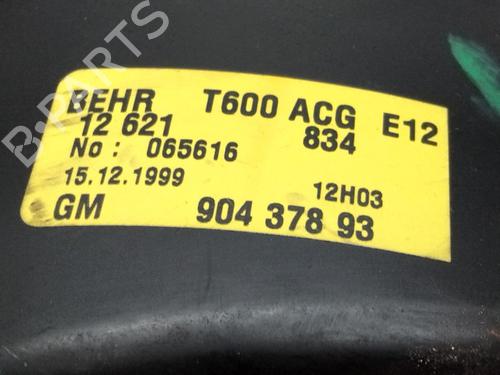 BEHR T600 ACG E12
12 621 834
No : 065616
15.12.1999 12H03
GM 904 378 93
B-PARTS